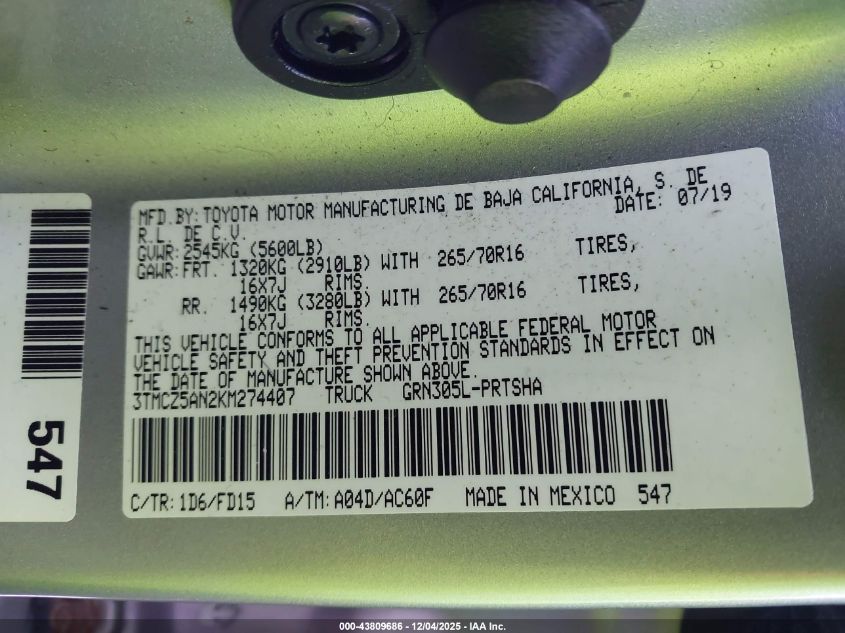 MFD.BY:TOYOTA MOTOR MANUFACTURING DE BAJA CALIFORNIA, S. DE
R.L. DE C.V. DATE: 07/19
GVWR:2545KG (5600LB)
GAWR:FRT. 1320KG (2910LB) WITH 265/70R16 TIRES,
16X7J RIMS.
RR. 1490KG (3280LB) WITH 265/70R16 TIRES,
16X7J RIMS.
THIS VEHICLE CONFORMS TO ALL APPLICABLE FEDERAL MOTOR
VEHICLE SAFETY AND THEFT PREVENTION STANDARDS IN EFFECT ON
THE DATE OF MANUFACTURE SHOWN ABOVE.
3TMCZ5AN2KM274407 TRUCK GRN305L-PRTSHA
C/TR:1D6/FD15 A/TM:A04D/AC60F MADE IN MEXICO 547
547
000-43809686 - 12/04/2025 - IAA Inc.